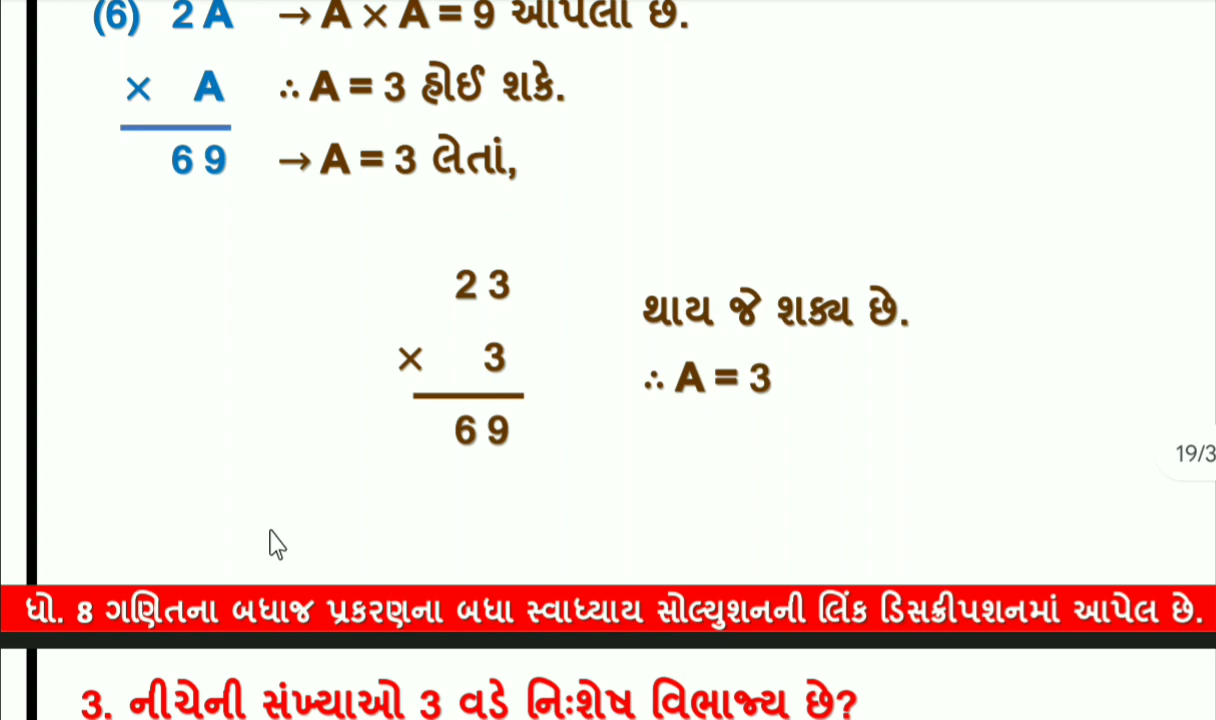 (6) 2 A → A × A = 9 આપેલા છે.
× A ∴ A = 3 હોઈ શકે.
6 9 → A = 3 લેતાં,
2 3
× 3
6 9
થાય જે શક્ય છે.
∴ A = 3
19/3
ધો. 8 ગણિતના બધાજ પ્રકરણના બધા સ્વાધ્યાય સોલ્યુશનની લિંક ડિસક્રીપશનમાં આપેલ છે.
3. નીચેની સંખ્યાઓ 3 વડે નિઃશેષ વિભાજ્ય છે?